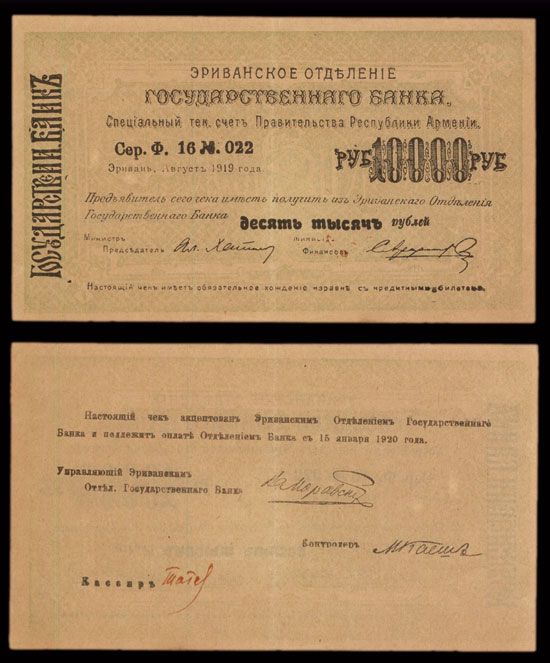 ГОСУДАРСТВЕН. БАНКЪ
ЭРИВАНСКОЕ ОТДѢЛЕНІЕ
ГОСУДАРСТВЕННАГО БАНКА.
Спеціальный тек. счетъ Правительства Республики Арменіи.
Сер. Ф. 16 №. 022
РУБ 10000 РУБ
Эривань, Августъ 1919 года.
Предъявитель сего чека имѣетъ получить изъ Эриванскаго Отдѣленія
Государственнаго Банка десять тысячъ рублей
Министръ
Предсѣдатель
Финансовъ
Настоящій чекъ имѣетъ обязательное хожденіе наравнѣ съ кредитными билетами.
Настоящій чекъ акцептованъ Эриванскимъ Отдѣленіемъ Государственнаго
Банка и подлежитъ оплатѣ Отдѣленіемъ Банка съ 15 января 1920 года.
Управляющій Эриванскимъ
Отдѣл. Государственнаго Банка
Контролеръ
Кассиръ